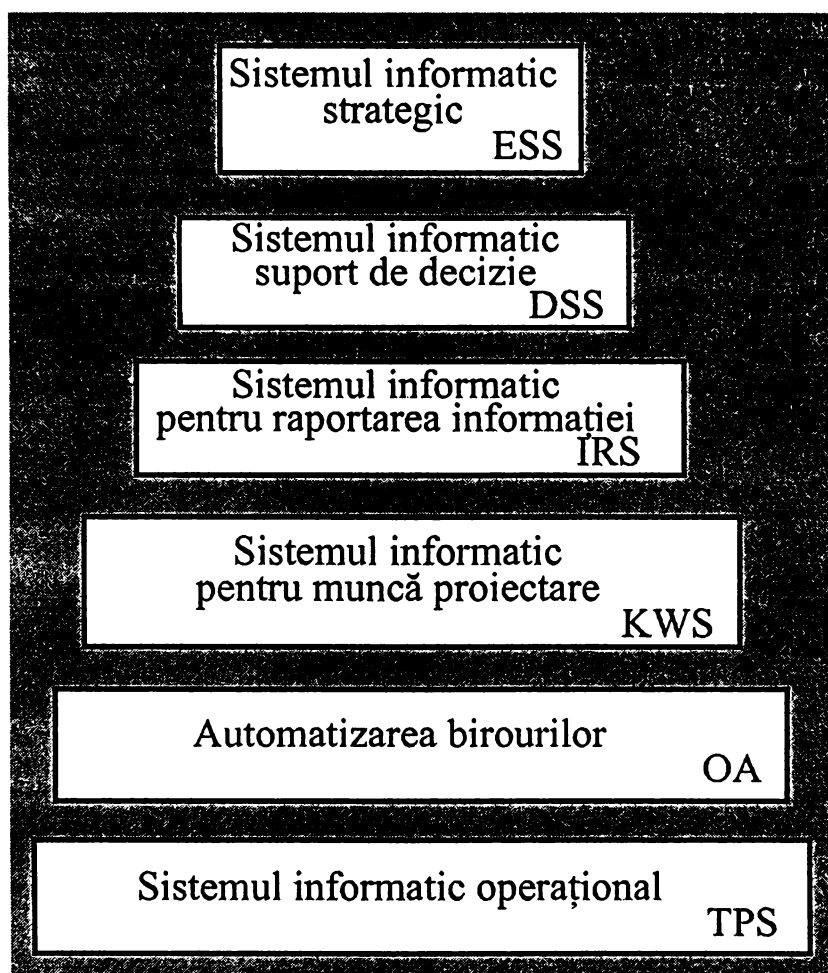 Sistemul informatic
strategic
ESS
Sistemul informatic
suport de decizie
DSS
Sistemul informatic
pentru raportarea informației
IRS
Sistemul informatic
pentru muncă proiectare
KWS
Automatizarea birourilor
OA
Sistemul informatic operațional
TPS